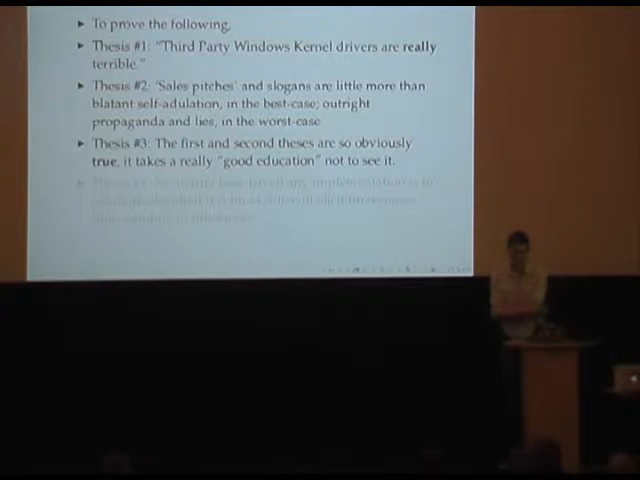 ► To prove the following,
► Thesis #1: "Third Party Windows Kernel drivers are really
terrible."
► Thesis #2: 'Sales pitches' and slogans are little more than
blatant self-adulation, in the best-case; outright
propaganda and lies, in the worst-case
► Thesis #3: The first and second theses are so obviously
true, it takes a really "good education" not to see it.